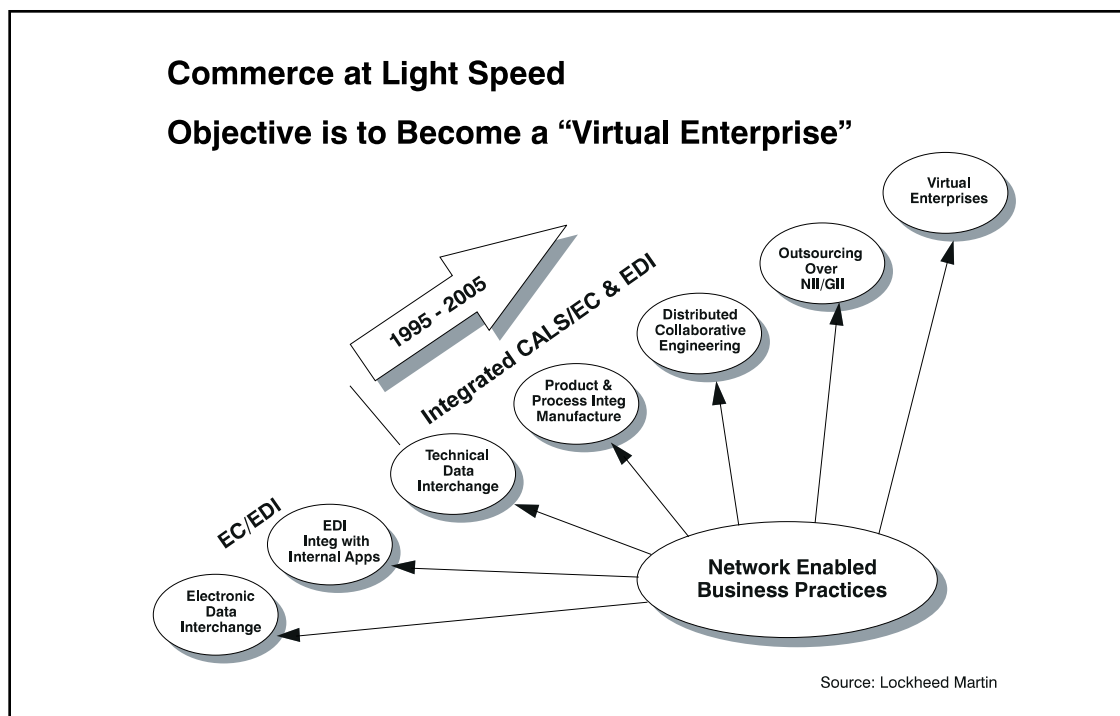 Commerce at Light Speed
Objective is to Become a “Virtual Enterprise”
Virtual
Enterprises
Outsourcing
Over
NII/GII
1995 - 2005
Integrated CALS/EC & EDI
Distributed
Collaborative
Engineering
Product &
Process Integ
Manufacture
Technical
Data
Interchange
EC/EDI
EDI
Integ with
Internal Apps
Electronic
Data
Interchange
Network Enabled
Business Practices
Source: Lockheed Martin